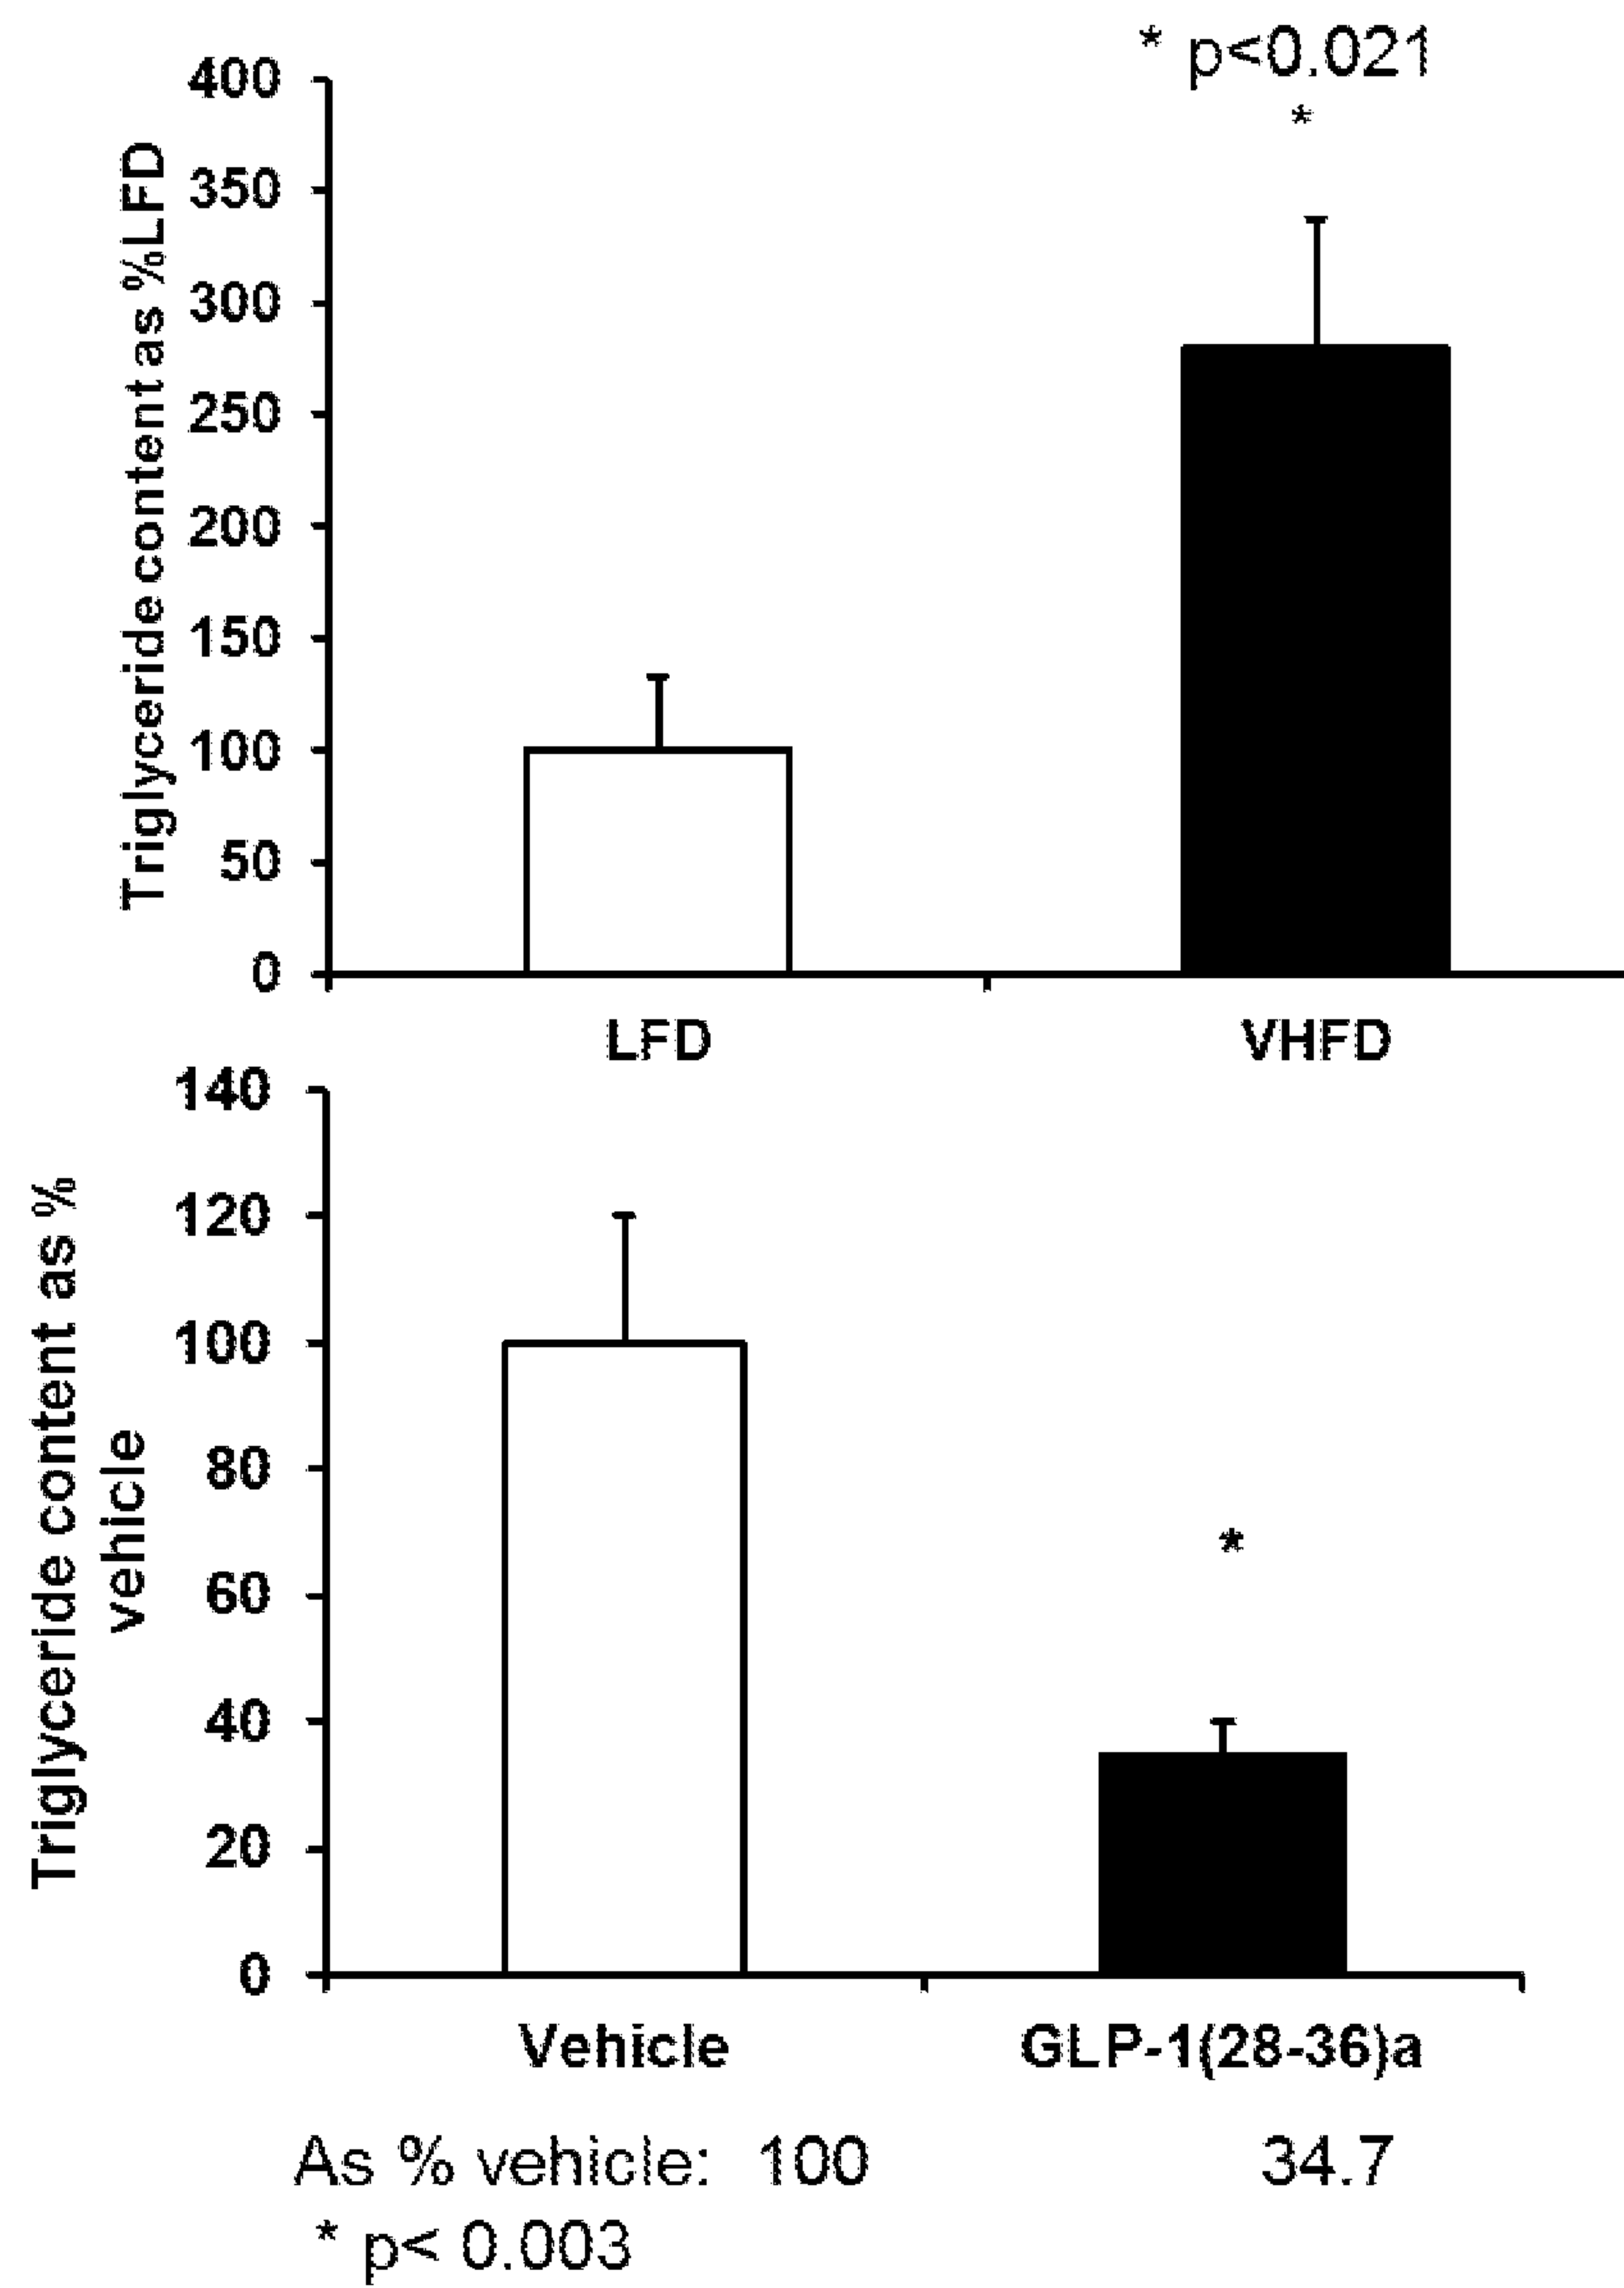 * p<0.021
*
400
350
300
250
200
150
100
50
0
Triglyceride content as %LFD
LFD VHFD
140
120
100
80
60
40
20
0
Triglyceride content as %
vehicle
*
Vehicle GLP-1(28-36)a
As % vehicle: 100 34.7
* p< 0.003